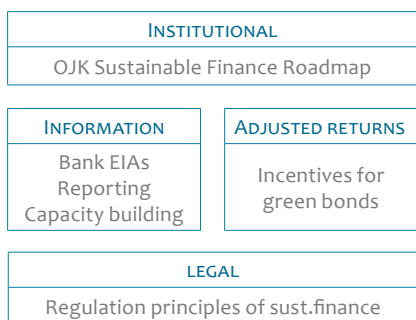 INSTITUTIONAL
OJK Sustainable Finance Roadmap
INFORMATION
Bank EIAs
Reporting
Capacity building
ADJUSTED RETURNS
Incentives for
green bonds
LEGAL
Regulation principles of sust.finance